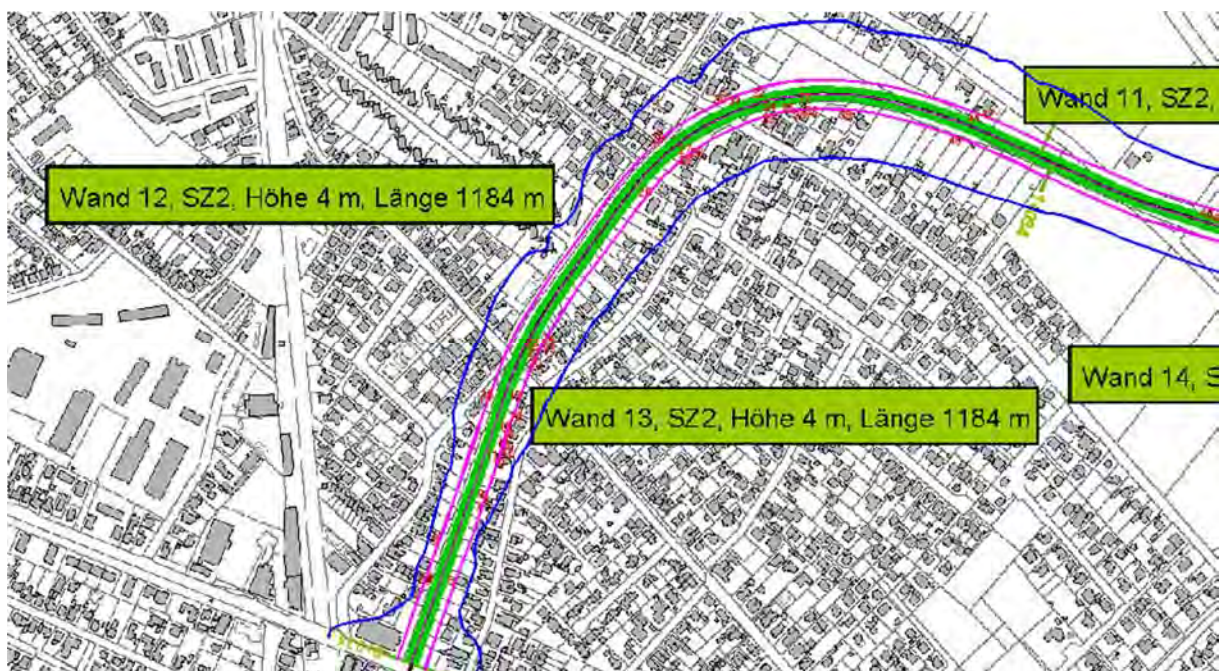 Wand 11, SZ2,
Wand 12, SZ2, Höhe 4 m, Länge 1184 m
Wand 14, S
Wand 13, SZ2, Höhe 4 m, Länge 1184 m